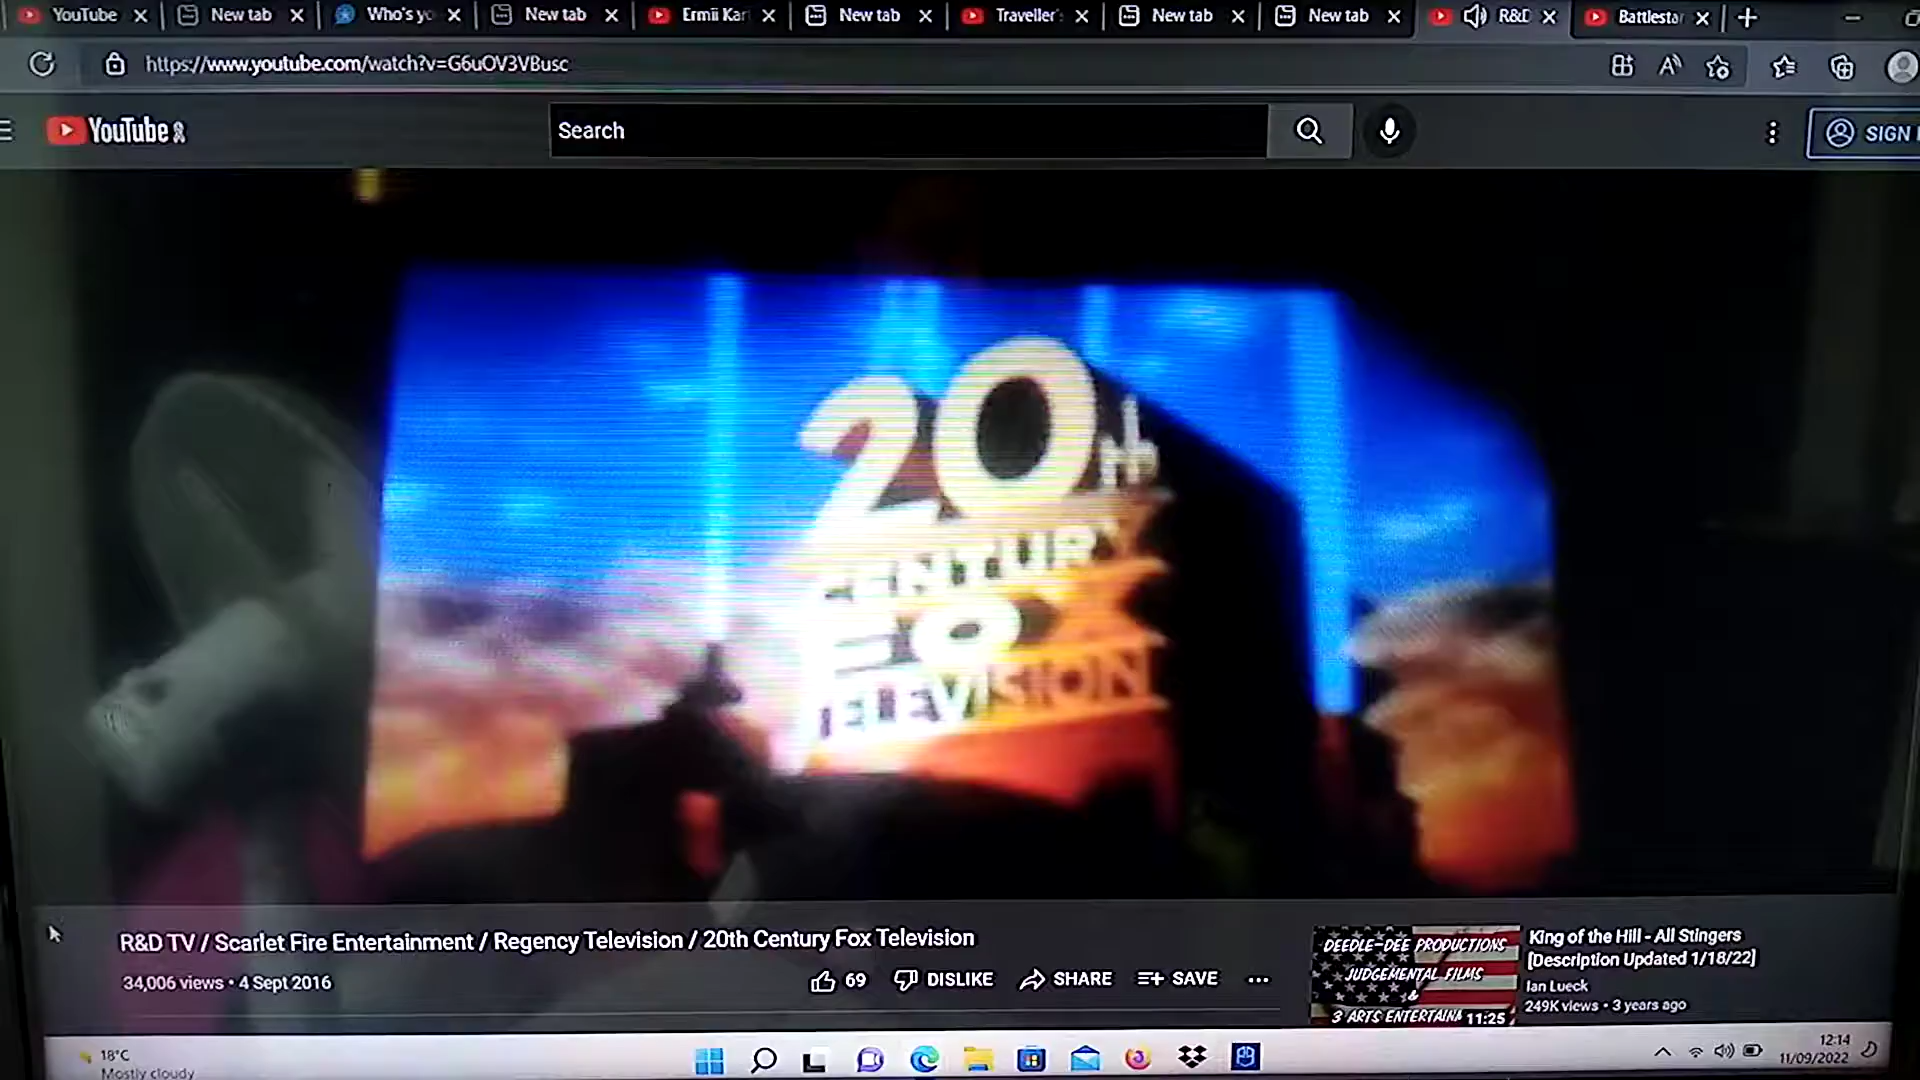 YouTube
New tab
Who's yo
New tab
Ermii Kar
New tab
Traveller's
New tab
New tab
R&D
Battlestar
https://www.youtube.com/watch?v=G6uOV3VBusc
YouTube
Search
SIGN
20th
CENTURY
FOX
TELEVISION
R&D TV / Scarlet Fire Entertainment / Regency Television / 20th Century Fox Television
34,006 views • 4 Sept 2016
69
DISLIKE
SHARE
SAVE
DEEDLE-DEE PRODUCTIONS
JUDGEMENTAL FILMS
&
3 ARTS ENTERTAINM
11:25
King of the Hill - All Stingers
[Description Updated 1/18/22]
Ian Lueck
249K views • 3 years ago
18°C
Mostly cloudy
12:14
11/09/2022